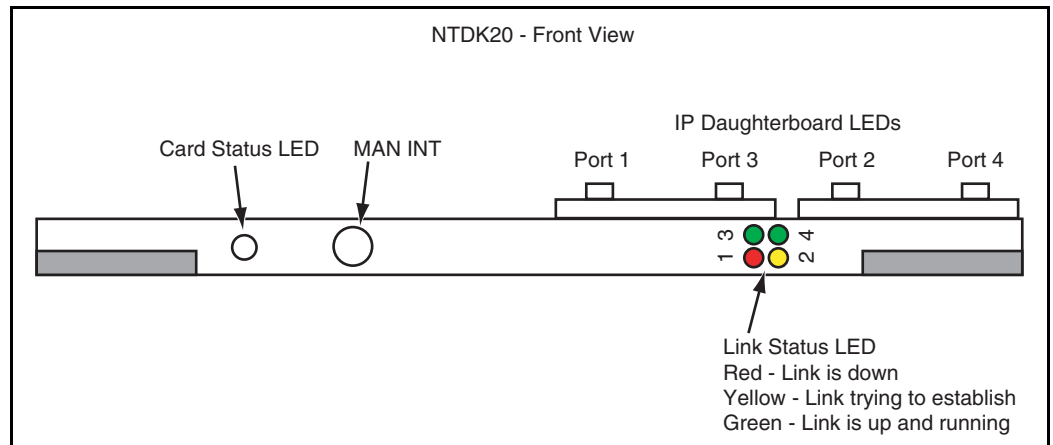 NTDK20 - Front View
IP Daughterboard LEDs
Card Status LED
MAN INT
Port 1
Port 3
Port 2
Port 4
3
4
1
2
Link Status LED
Red - Link is down
Yellow - Link trying to establish
Green - Link is up and running